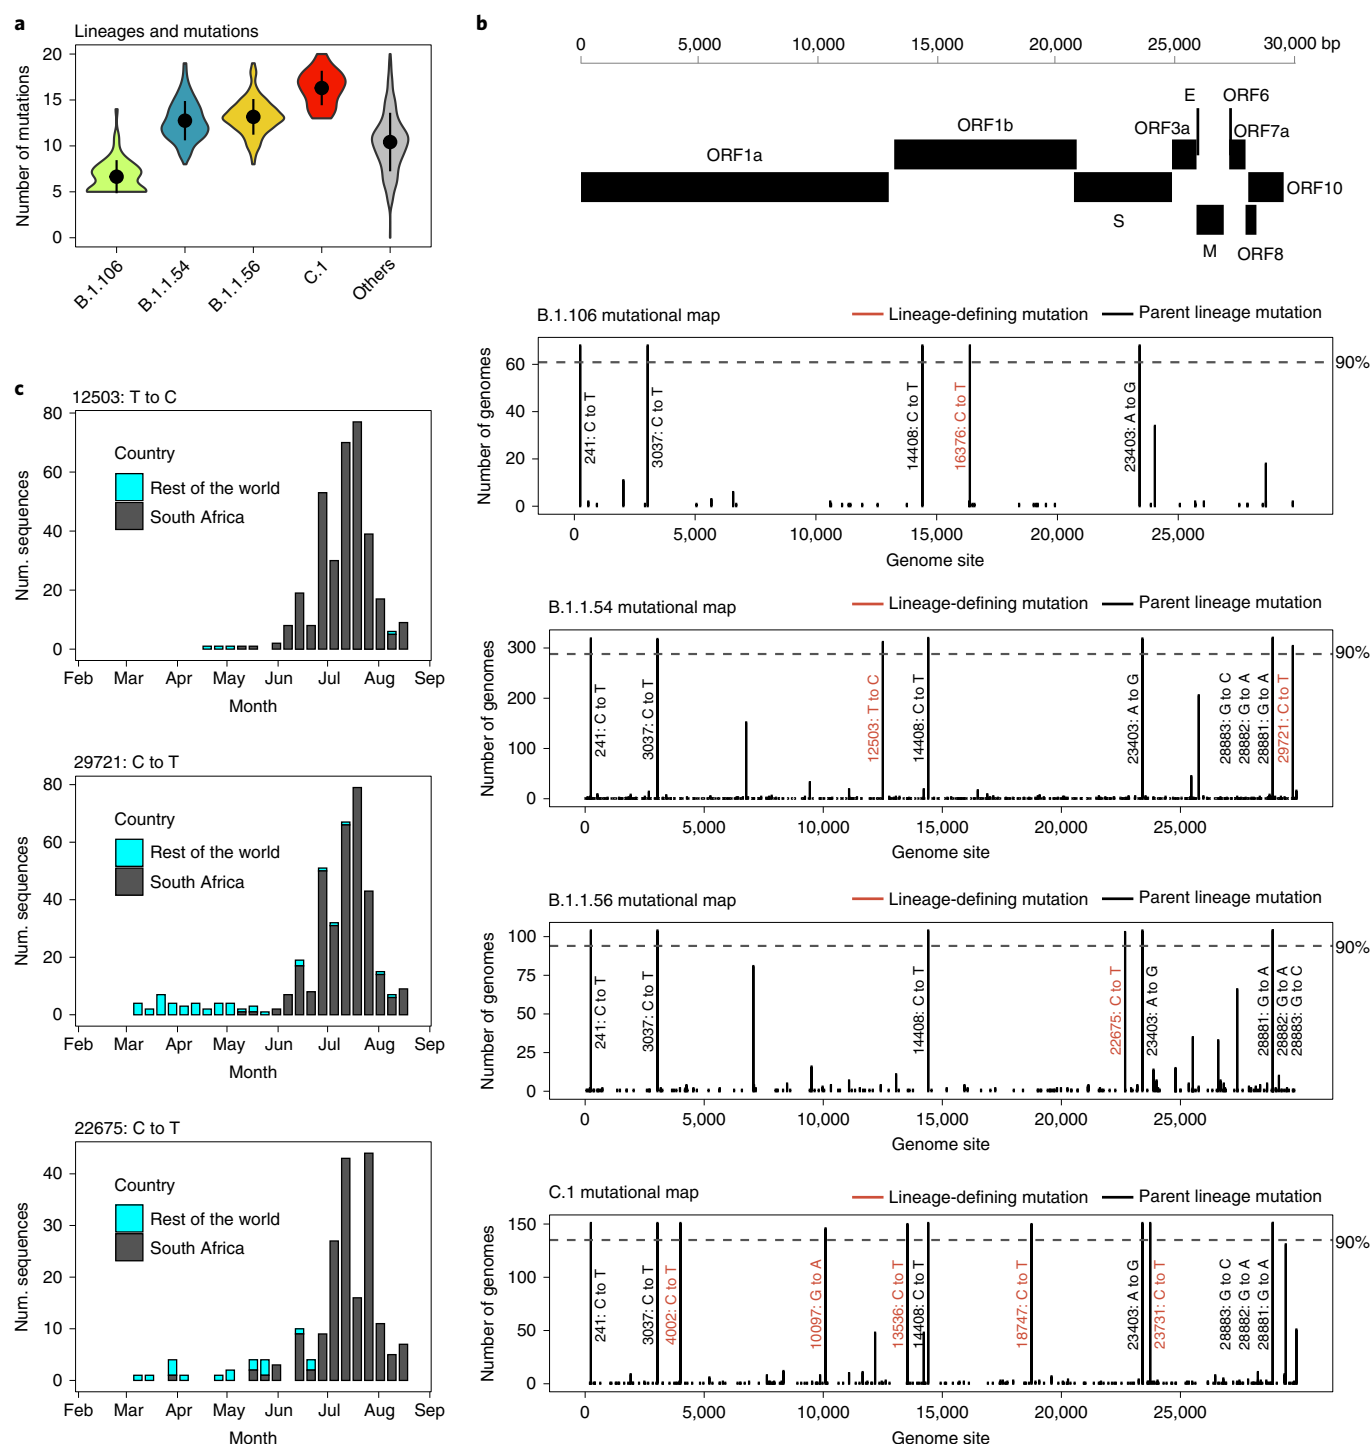 a
Lineages and mutations
Number of mutations
20
15
10
5
0
B.1.106
B.1.1.54
B.1.1.56
C.1
Others
b
0 5,000 10,000 15,000 20,000 25,000 30,000 bp
E ORF6
ORF1b ORF3a ORF7a
ORF1a
ORF10
S
M ORF8
B.1.106 mutational map
Lineage-defining mutation Parent lineage mutation
Number of genomes
60
40
20
0
90%
241: C to T
3037: C to T
14408: C to T
16376: C to T
23403: A to G
0 5,000 10,000 15,000 20,000 25,000
Genome site
B.1.1.54 mutational map
Lineage-defining mutation Parent lineage mutation
Number of genomes
300
200
100
0
90%
241: C to T
3037: C to T
12503: T to C
14408: C to T
23403: A to G
28883: G to C
28882: G to A
28881: G to A
29721: C to T
0 5,000 10,000 15,000 20,000 25,000
Genome site
B.1.1.56 mutational map
Lineage-defining mutation Parent lineage mutation
Number of genomes
100
75
50
25
0
90%
241: C to T
3037: C to T
14408: C to T
22675: C to T
23403: A to G
28881: G to A
28882: G to A
28883: G to C
0 5,000 10,000 15,000 20,000 25,000
Genome site
C.1 mutational map
Lineage-defining mutation Parent lineage mutation
Number of genomes
150
100
50
0
90%
241: C to T
3037: C to T
4002: C to T
10097: G to A
13536: C to T
14408: C to T
18747: C to T
23403: A to G
23731: C to T
28883: G to C
28882: G to A
28881: G to A
0 5,000 10,000 15,000 20,000 25,000
Genome site
c
12503: T to C
Num. sequences
80
60
40
20
0
Country
Rest of the world
South Africa
Feb Mar Apr May Jun Jul Aug Sep
Month
29721: C to T
Num. sequences
80
60
40
20
0
Country
Rest of the world
South Africa
Feb Mar Apr May Jun Jul Aug Sep
Month
22675: C to T
Num. sequences
40
30
20
10
0
Country
Rest of the world
South Africa
Feb Mar Apr May Jun Jul Aug Sep
Month